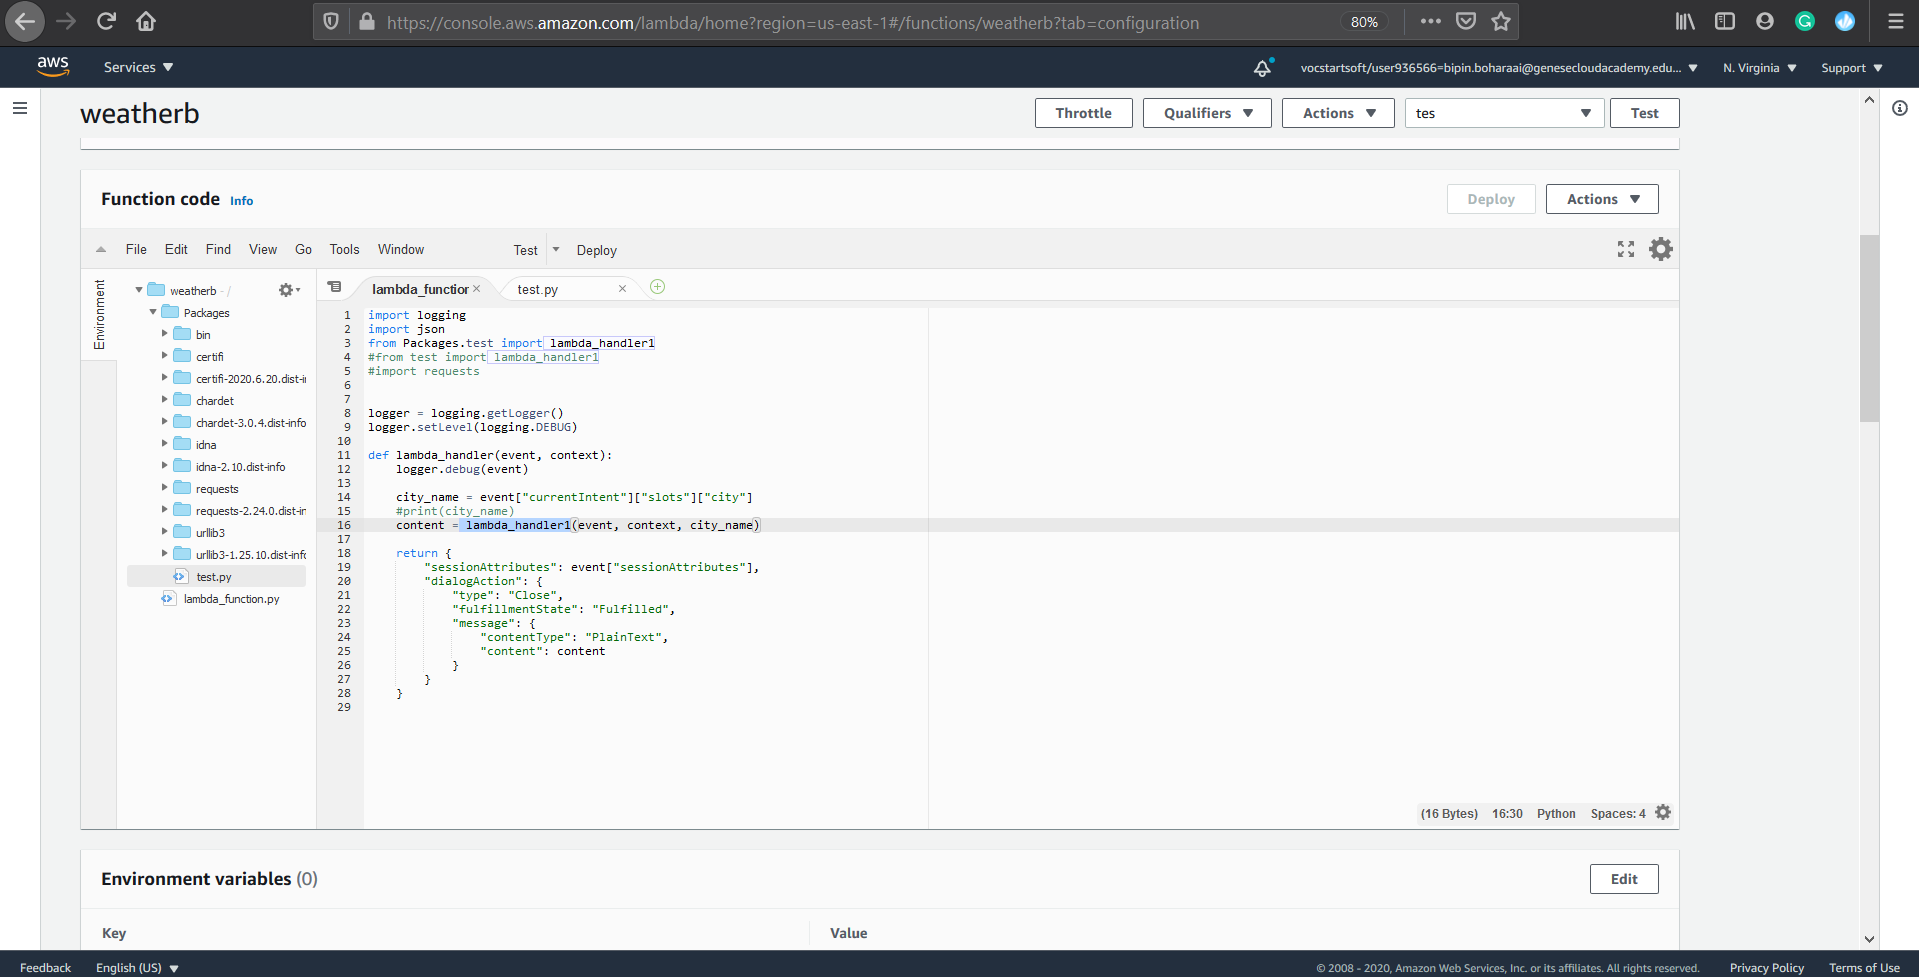 https://console.aws.amazon.com/lambda/home?region=us-east-1#/functions/weatherb?tab=configuration
80%
aws
Services
vocstartsoft/user936566=bipin.boharaai@genesecloudacademy.edu...
N. Virginia
Support
weatherb
Throttle
Qualifiers
Actions
tes
Test
Function code Info
Deploy
Actions
File Edit Find View Go Tools Window Test Deploy
Environment
weatherb - /
Packages
bin
certifi
certifi-2020.6.20.dist-i
chardet
chardet-3.0.4.dist-info
idna
idna-2.10.dist-info
requests
requests-2.24.0.dist-ir
urllib3
urllib3-1.25.10.dist-info
test.py
lambda_function.py
lambda_function
test.py
1 import logging
2 import json
3 from Packages.test import lambda_handler1
4 #from test import lambda_handler1
5 #import requests
6
7
8 logger = logging.getLogger()
9 logger.setLevel(logging.DEBUG)
10
11 def lambda_handler(event, context):
12     logger.debug(event)
13
14     city_name = event["currentIntent"]["slots"]["city"]
15     #print(city_name)
16     content = lambda_handler1(event, context, city_name)
17
18     return {
19         "sessionAttributes": event["sessionAttributes"],
20         "dialogAction": {
21             "type": "Close",
22             "fulfillmentState": "Fulfilled",
23             "message": {
24                 "contentType": "PlainText",
25                 "content": content
26             }
27         }
28     }
29
(16 Bytes) 16:30 Python Spaces: 4
Environment variables (0)
Edit
Key
Value
Feedback
English (US)
© 2008 - 2020, Amazon Web Services, Inc. or its affiliates. All rights reserved.
Privacy Policy
Terms of Use